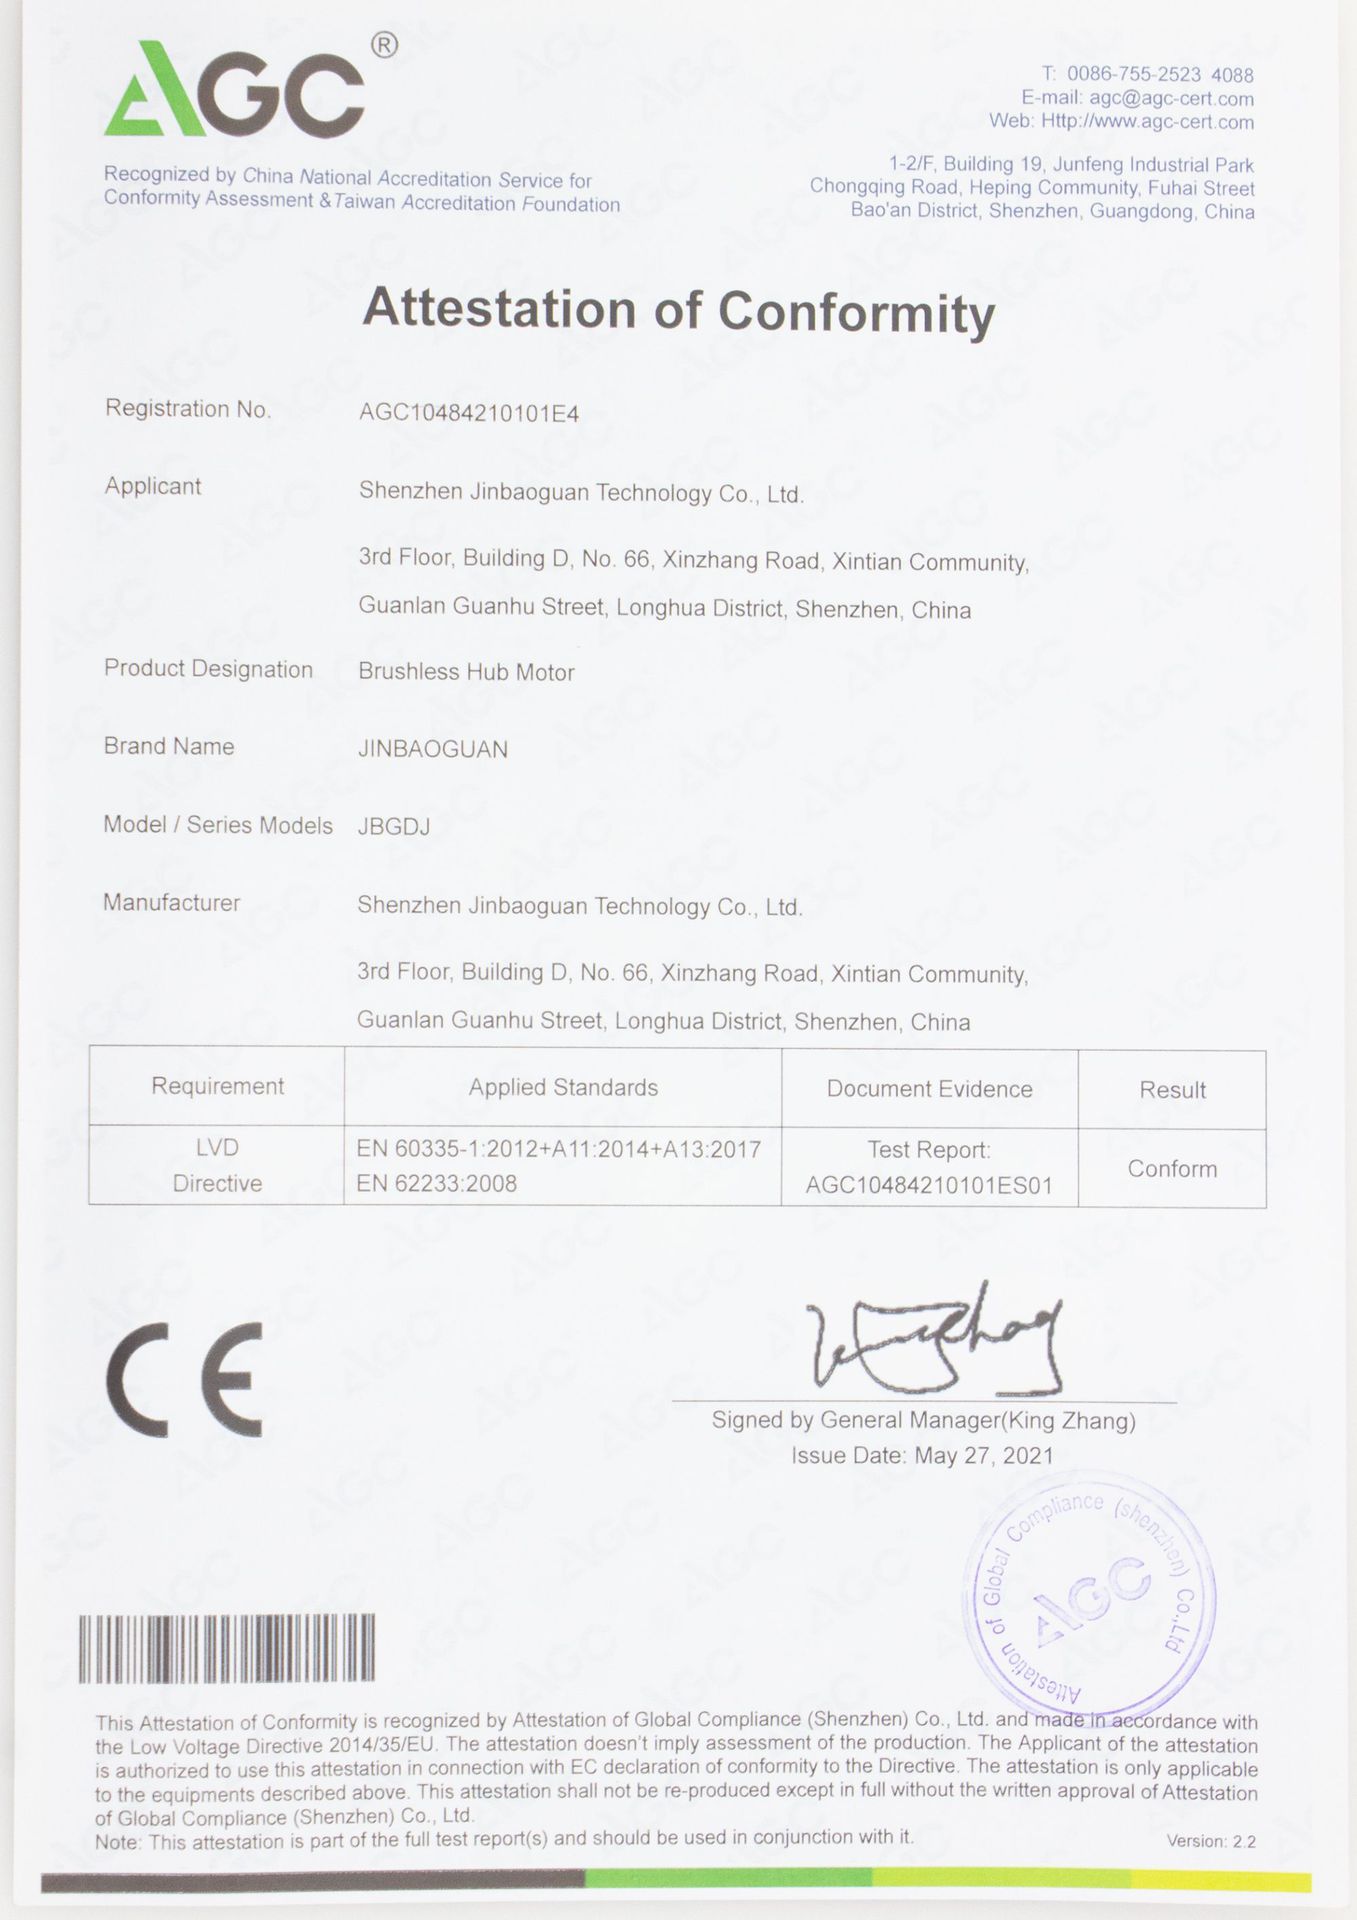 AGC®
T: 0086-755-2523 4088
E-mail: agc@agc-cert.com
Web: Http://www.agc-cert.com
Recognized by China National Accreditation Service for
Conformity Assessment & Taiwan Accreditation Foundation
1-2/F, Building 19, Junfeng Industrial Park
Chongqing Road, Heping Community, Fuhai Street
Bao'an District, Shenzhen, Guangdong, China
Attestation of Conformity
Registration No. AGC10484210101E4
Applicant Shenzhen Jinbaoguan Technology Co., Ltd.
3rd Floor, Building D, No. 66, Xinzhang Road, Xintian Community,
Guanlan Guanhu Street, Longhua District, Shenzhen, China
Product Designation Brushless Hub Motor
Brand Name JINBAOGUAN
Model / Series Models JBGDJ
Manufacturer Shenzhen Jinbaoguan Technology Co., Ltd.
3rd Floor, Building D, No. 66, Xinzhang Road, Xintian Community,
Guanlan Guanhu Street, Longhua District, Shenzhen, China
Requirement Applied Standards Document Evidence Result
LVD Directive
EN 60335-1:2012+A11:2014+A13:2017
EN 62233:2008
Test Report:
AGC10484210101ES01
Conform
CE
Signed by General Manager(King Zhang)
Issue Date: May 27, 2021
Attestation of Global Compliance (shenzhen) Co.,Ltd
AGC
This Attestation of Conformity is recognized by Attestation of Global Compliance (Shenzhen) Co., Ltd. and made in accordance with
the Low Voltage Directive 2014/35/EU. The attestation doesn't imply assessment of the production. The Applicant of the attestation
is authorized to use this attestation in connection with EC declaration of conformity to the Directive. The attestation is only applicable
to the equipments described above. This attestation shall not be re-produced except in full without the written approval of Attestation
of Global Compliance (Shenzhen) Co., Ltd.
Note: This attestation is part of the full test report(s) and should be used in conjunction with it.
Version: 2.2